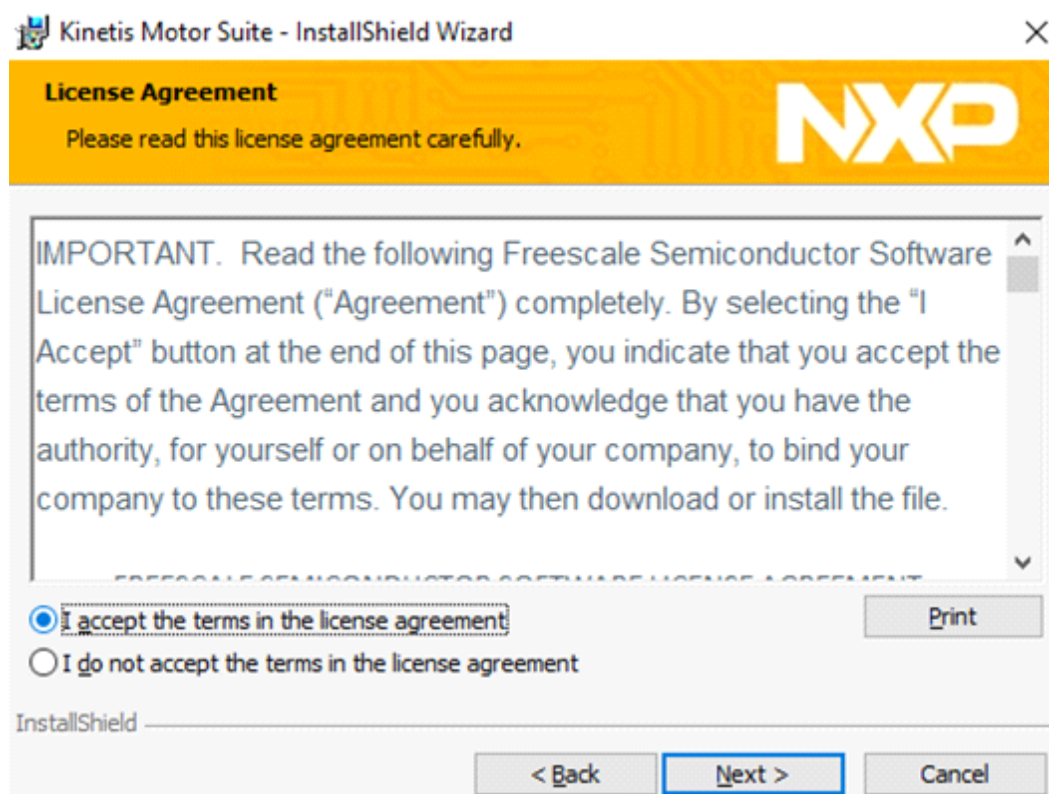 Kinetis Motor Suite - InstallShield Wizard
License Agreement
Please read this license agreement carefully.
NXP
IMPORTANT.  Read the following Freescale Semiconductor Software
License Agreement (“Agreement”) completely. By selecting the “I
Accept” button at the end of this page, you indicate that you accept the
terms of the Agreement and you acknowledge that you have the
authority, for yourself or on behalf of your company, to bind your
company to these terms. You may then download or install the file.
FREESCALE SEMICONDUCTOR SOFTWARE LICENSE AGREEMENT
I accept the terms in the license agreement
Print
I do not accept the terms in the license agreement
InstallShield
< Back
Next >
Cancel